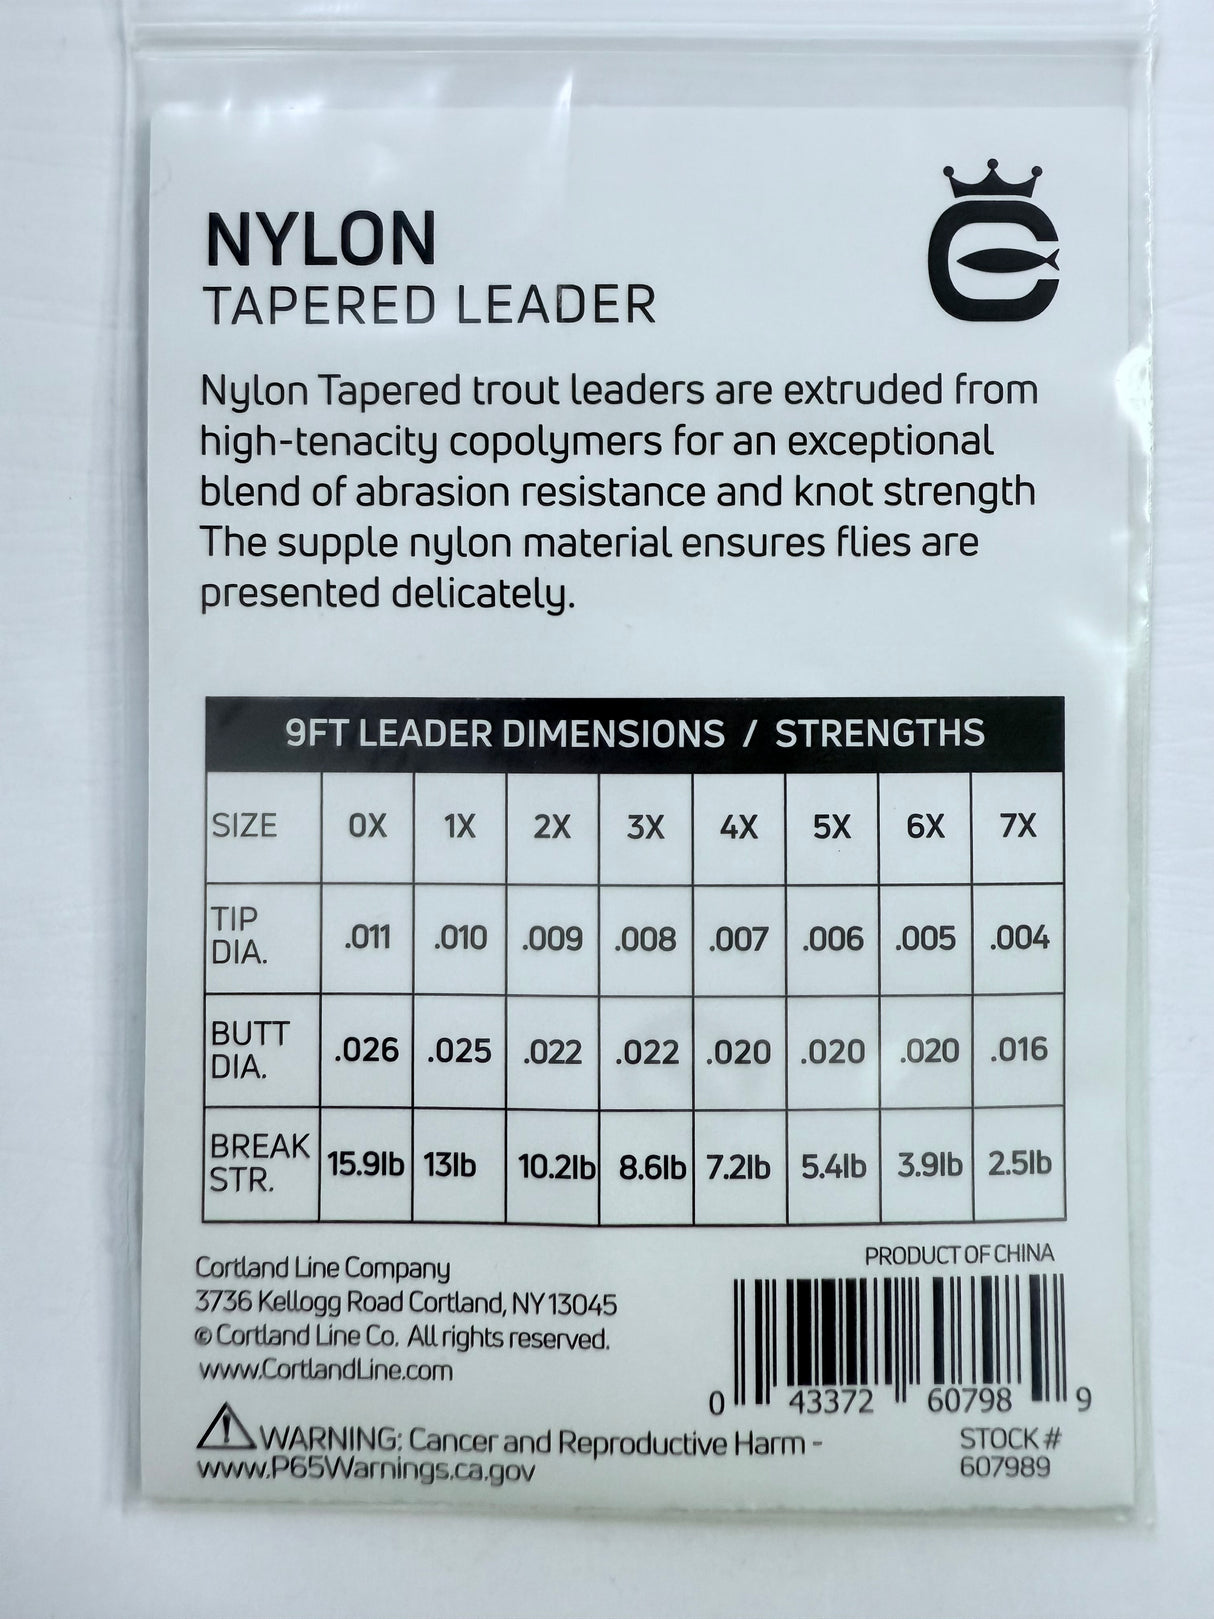 NYLON
TAPERED LEADER
Nylon Tapered trout leaders are extruded from
high-tenacity copolymers for an exceptional
blend of abrasion resistance and knot strength
The supple nylon material ensures flies are
presented delicately.
9FT LEADER DIMENSIONS / STRENGTHS
SIZE 0X 1X 2X 3X 4X 5X 6X 7X
TIP DIA. .011 .010 .009 .008 .007 .006 .005 .004
BUTT DIA. .026 .025 .022 .022 .020 .020 .020 .016
BREAK STR. 15.9lb 13lb 10.2lb 8.6lb 7.2lb 5.4lb 3.9lb 2.5lb
Cortland Line Company
3736 Kellogg Road Cortland, NY 13045
© Cortland Line Co. All rights reserved.
www.CortlandLine.com
WARNING: Cancer and Reproductive Harm -
www.P65Warnings.ca.gov
PRODUCT OF CHINA
0 43372 60798 9
STOCK #
607989